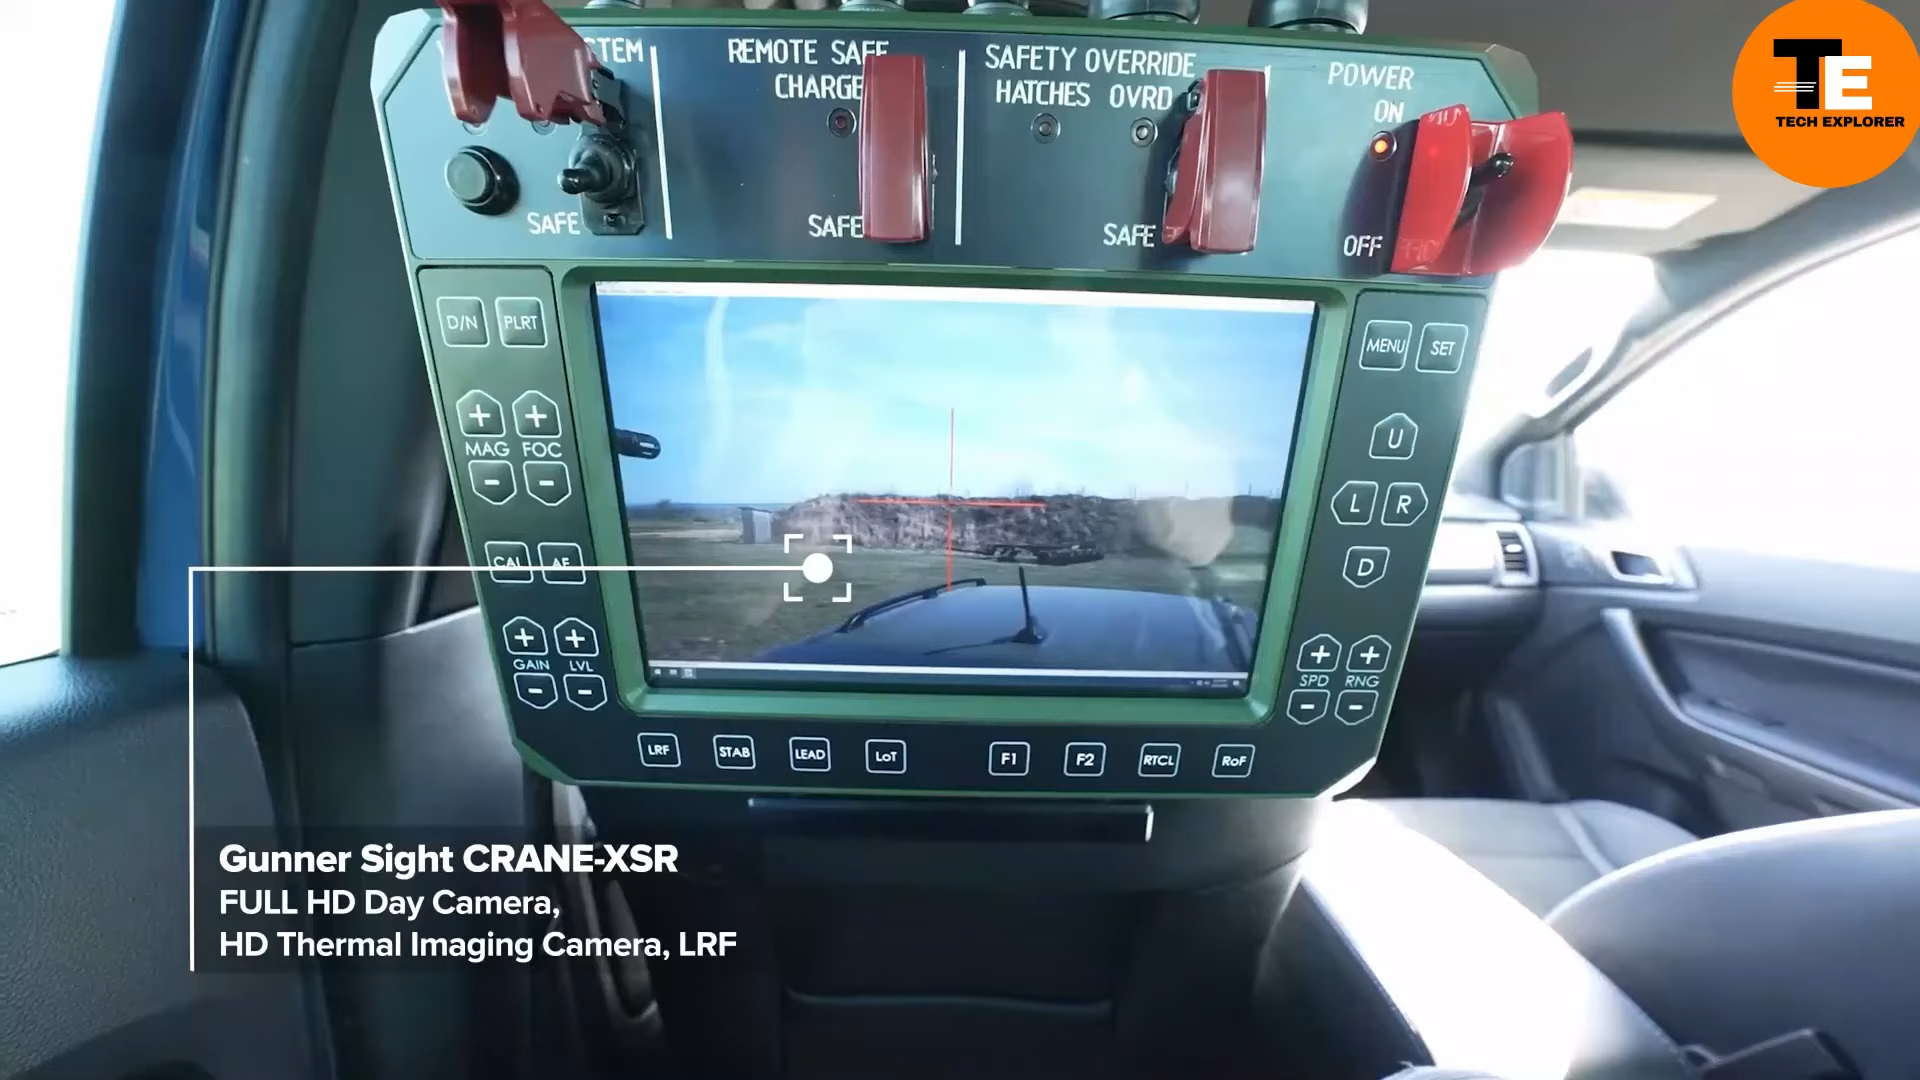 TE
TECH EXPLORER
REMOTE SAFE
CHARGE
SAFETY OVERRIDE
HATCHES OVRD
POWER
ON
SAFE
SAFE
SAFE
OFF
D/N PLRT
MENU SET
+ +
MAG FOC
- -
U
L R
D
CAL AF
+ +
GAIN LVL
- -
+ +
SPD RNG
- -
LRF STAB LEAD LoT F1 F2 RTCL RoF
Gunner Sight CRANE-XSR
FULL HD Day Camera,
HD Thermal Imaging Camera, LRF